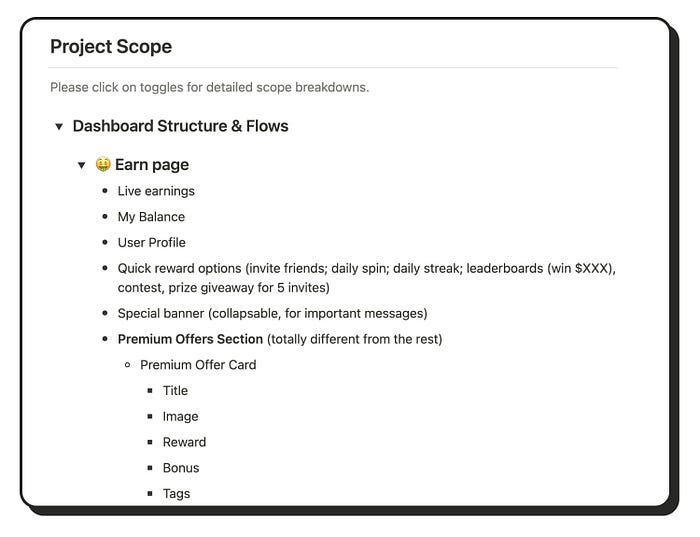 Project Scope
Please click on toggles for detailed scope breakdowns.
Dashboard Structure & Flows
🤑 Earn page
Live earnings
My Balance
User Profile
Quick reward options (invite friends; daily spin; daily streak; leaderboards (win $XXX),
contest, prize giveaway for 5 invites)
Special banner (collapsable, for important messages)
Premium Offers Section (totally different from the rest)
Premium Offer Card
Title
Image
Reward
Bonus
Tags